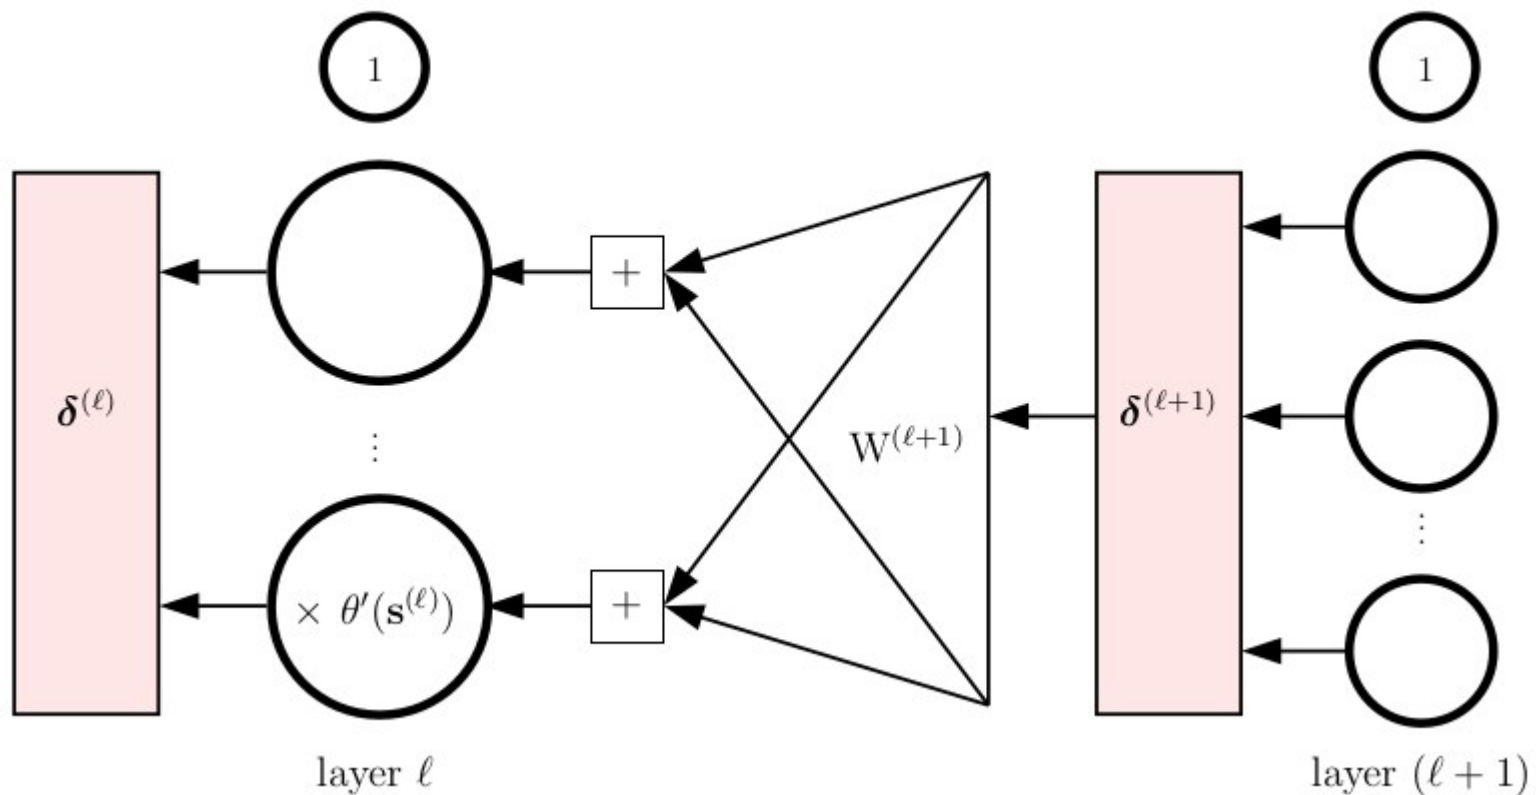 1
1
+
δ^(ℓ)
W^(ℓ+1)
δ^(ℓ+1)
⋮
⋮
× θ′(s^(ℓ))
+
layer ℓ
layer (ℓ + 1)